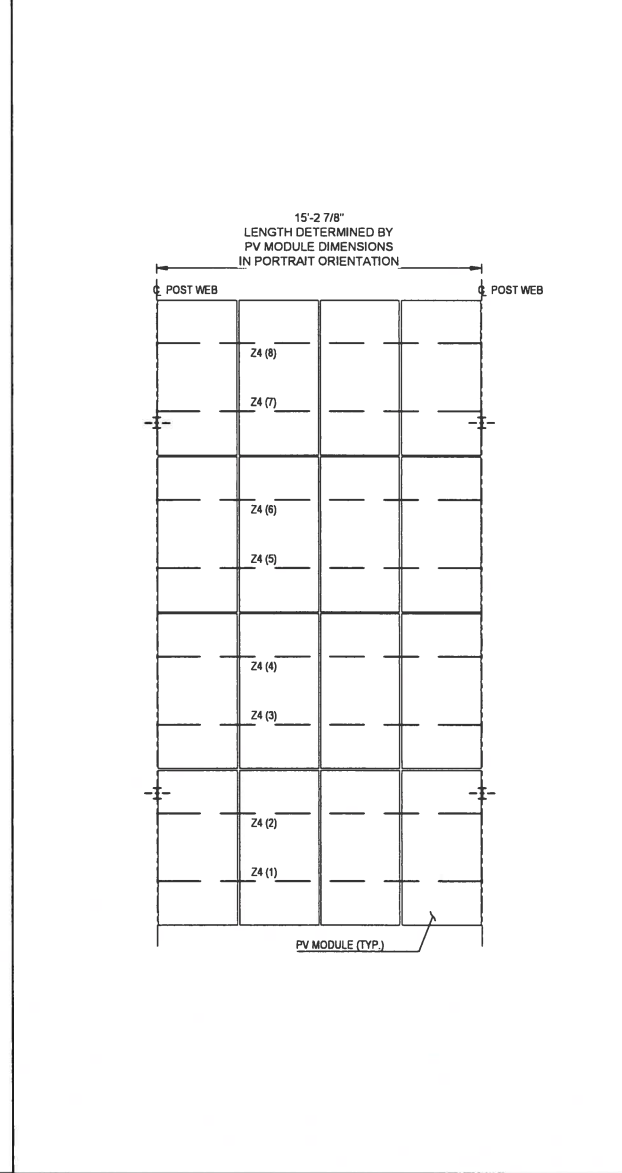 15'-2 7/8"
LENGTH DETERMINED BY
PV MODULE DIMENSIONS
IN PORTRAIT ORIENTATION
℄ POST WEB
℄ POST WEB
Z4 (8)
Z4 (7)
Z4 (6)
Z4 (5)
Z4 (4)
Z4 (3)
Z4 (2)
Z4 (1)
PV MODULE (TYP.)